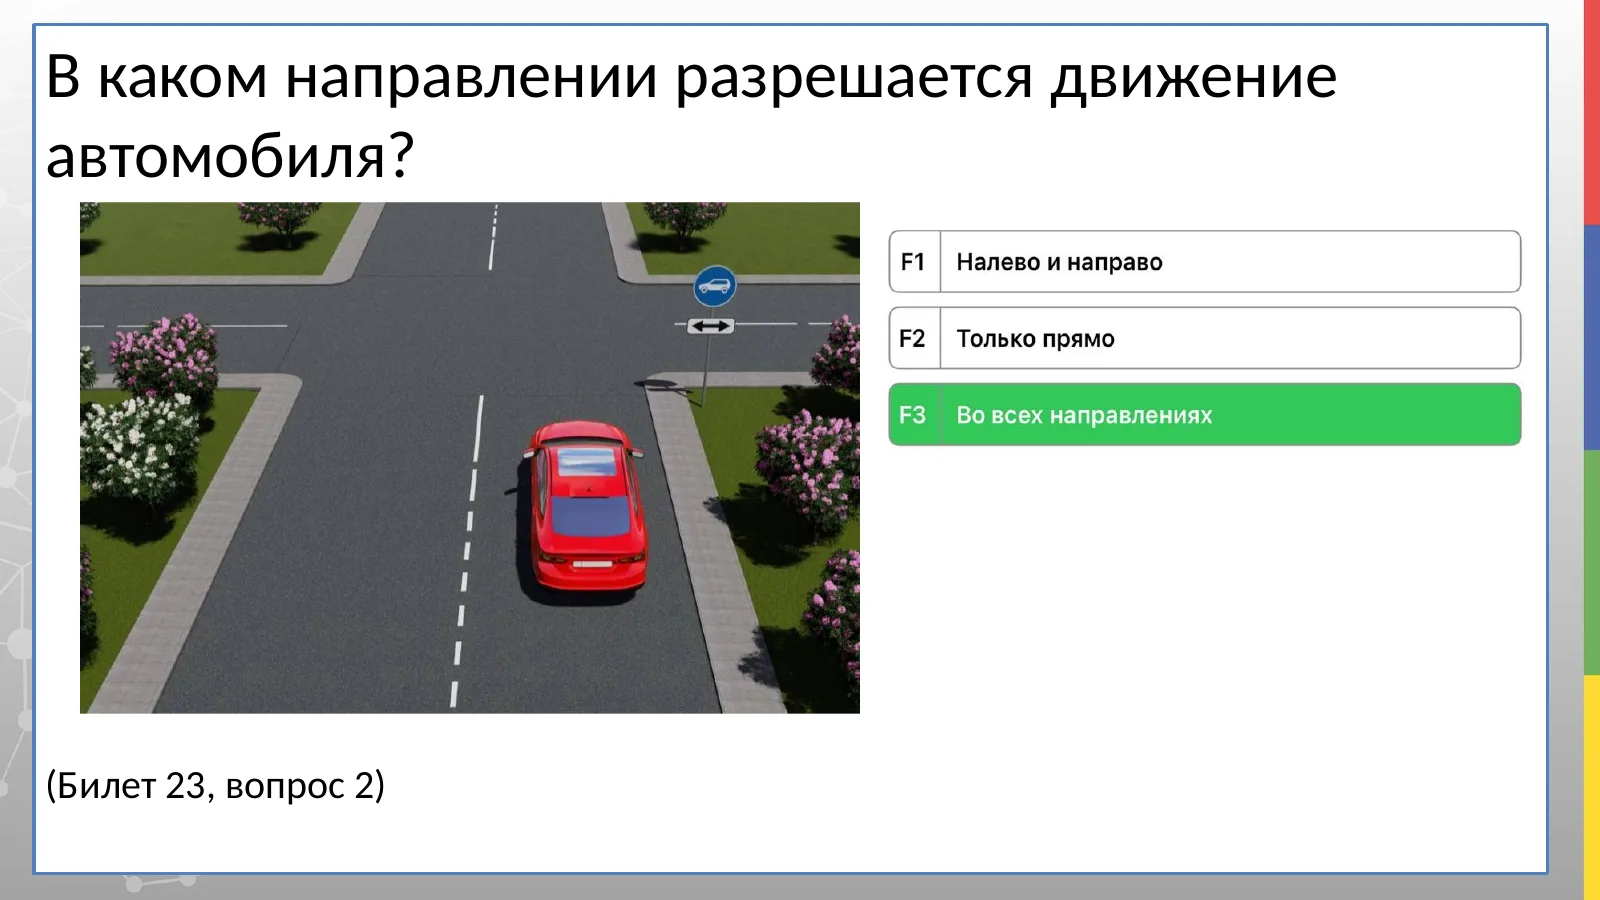 В каком направлении разрешается движение
автомобиля?
F1 Налево и направо
F2 Только прямо
F3 Во всех направлениях
(Билет 23, вопрос 2)